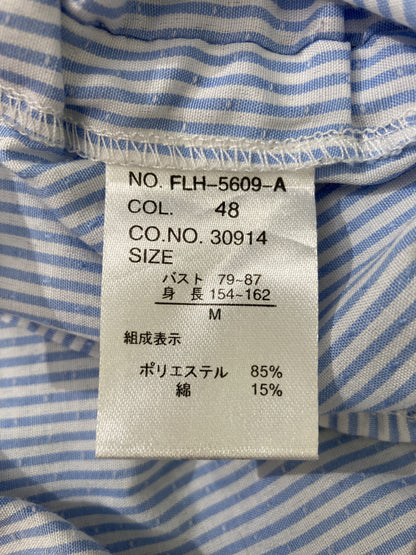 NO. FLH-5609-A
COL. 48
CO.NO. 30914
SIZE
バスト 79~87
身長 154~162
M
組成表示
ポリエステル 85%
綿 15%